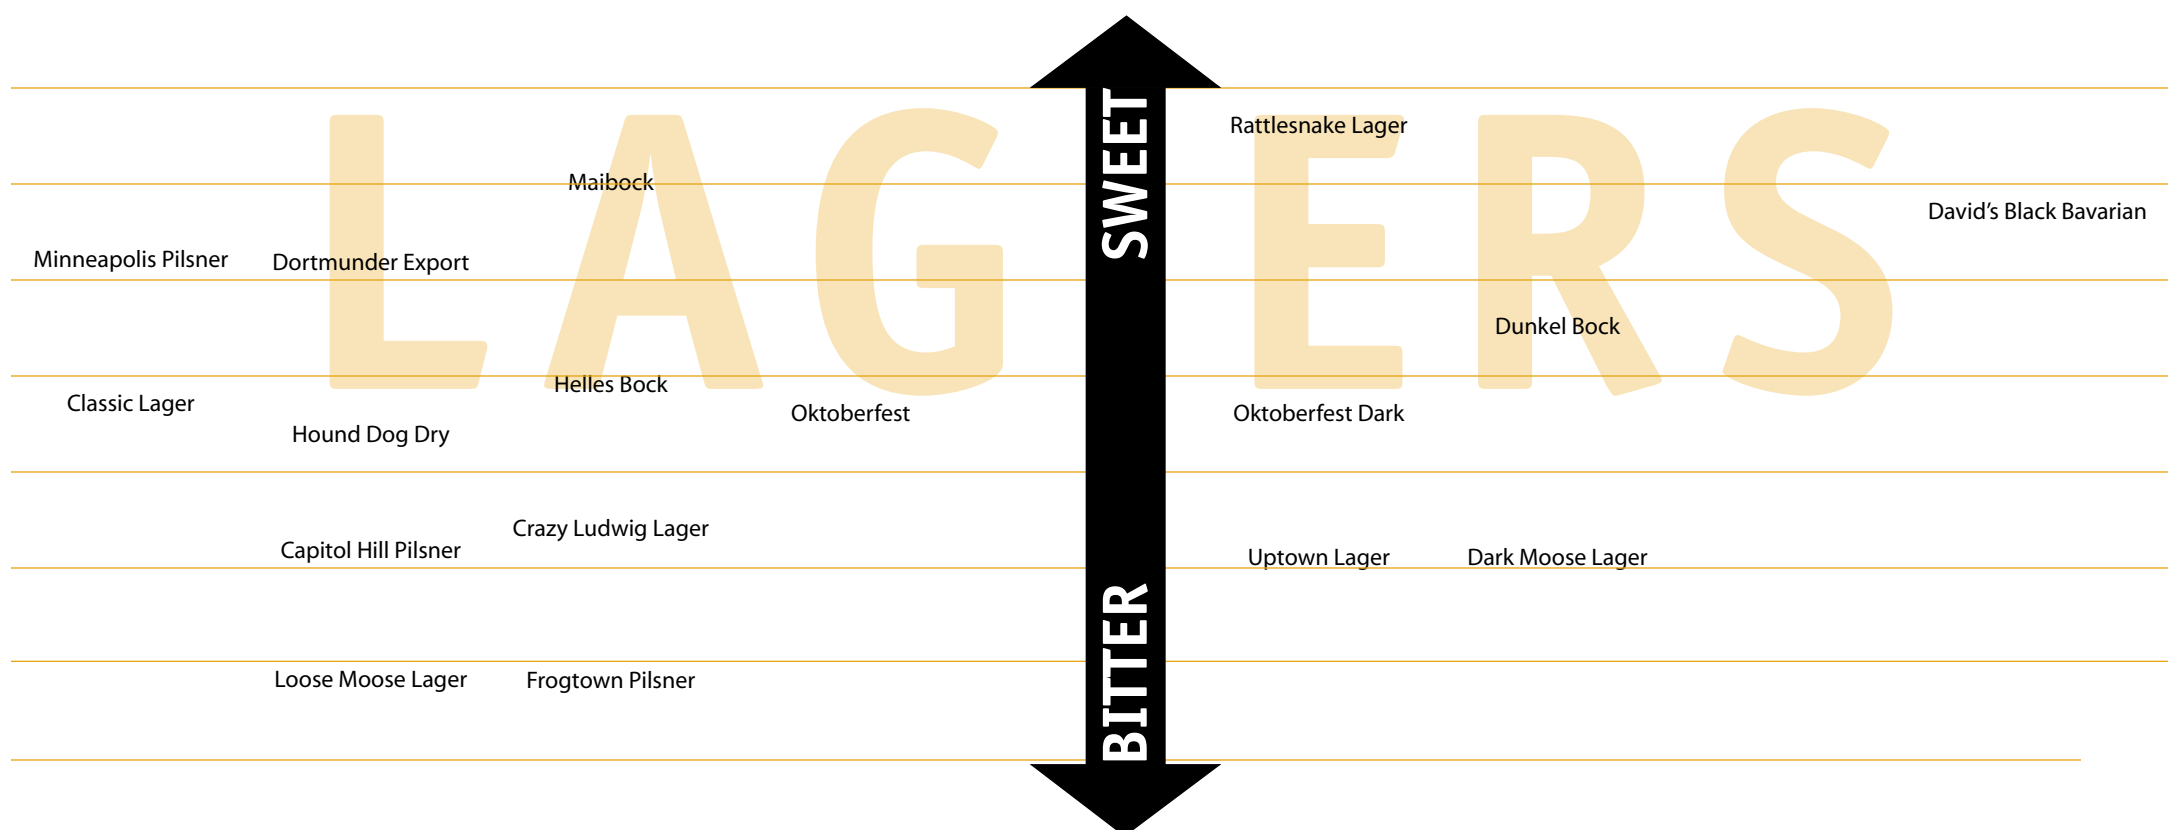 LAGERS
SWEET
Rattlesnake Lager
Maibock
David's Black Bavarian
Minneapolis Pilsner
Dortmunder Export
Dunkel Bock
Helles Bock
Classic Lager
Oktoberfest
Oktoberfest Dark
Hound Dog Dry
Crazy Ludwig Lager
Capitol Hill Pilsner
Uptown Lager
Dark Moose Lager
BITTER
Loose Moose Lager
Frogtown Pilsner